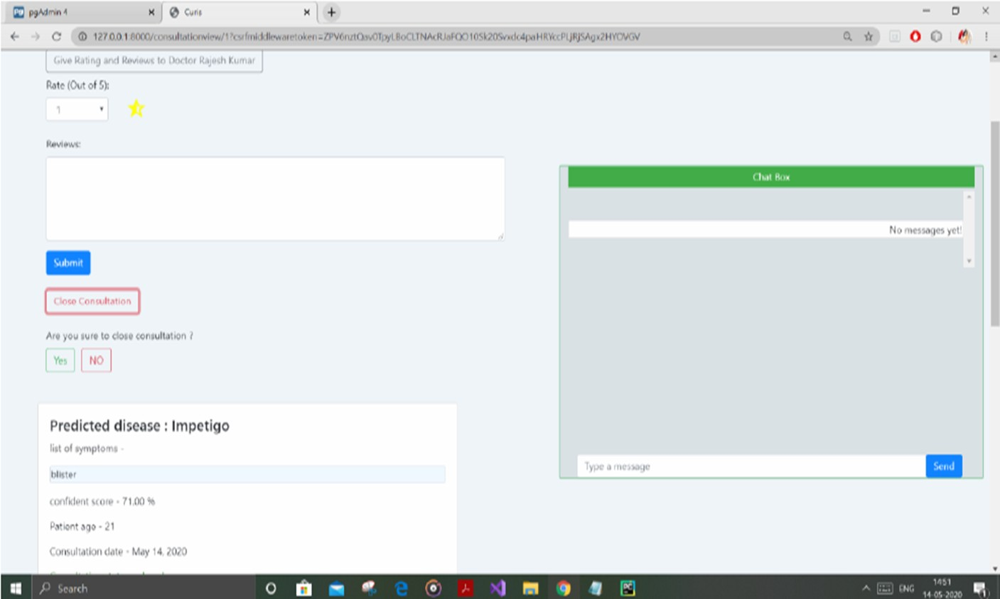 pgAdmin 4
Curis
127.0.0.1:8000/consultationview/1?csrfmiddlewaretoken=
Give Rating and Reviews to Doctor Rajesh Kumar
Rate (Out of 5):
1
Reviews:
Submit
Close Consultation
Are you sure to close consultation ?
Yes NO
Predicted disease : Impetigo
list of symptoms -
blister
confident score - 71.00 %
Patient age - 21
Consultation date - May 14, 2020
Chat Box
No messages yet!
Type a message
Send
Search
ENG
1451
14-05-2020
1